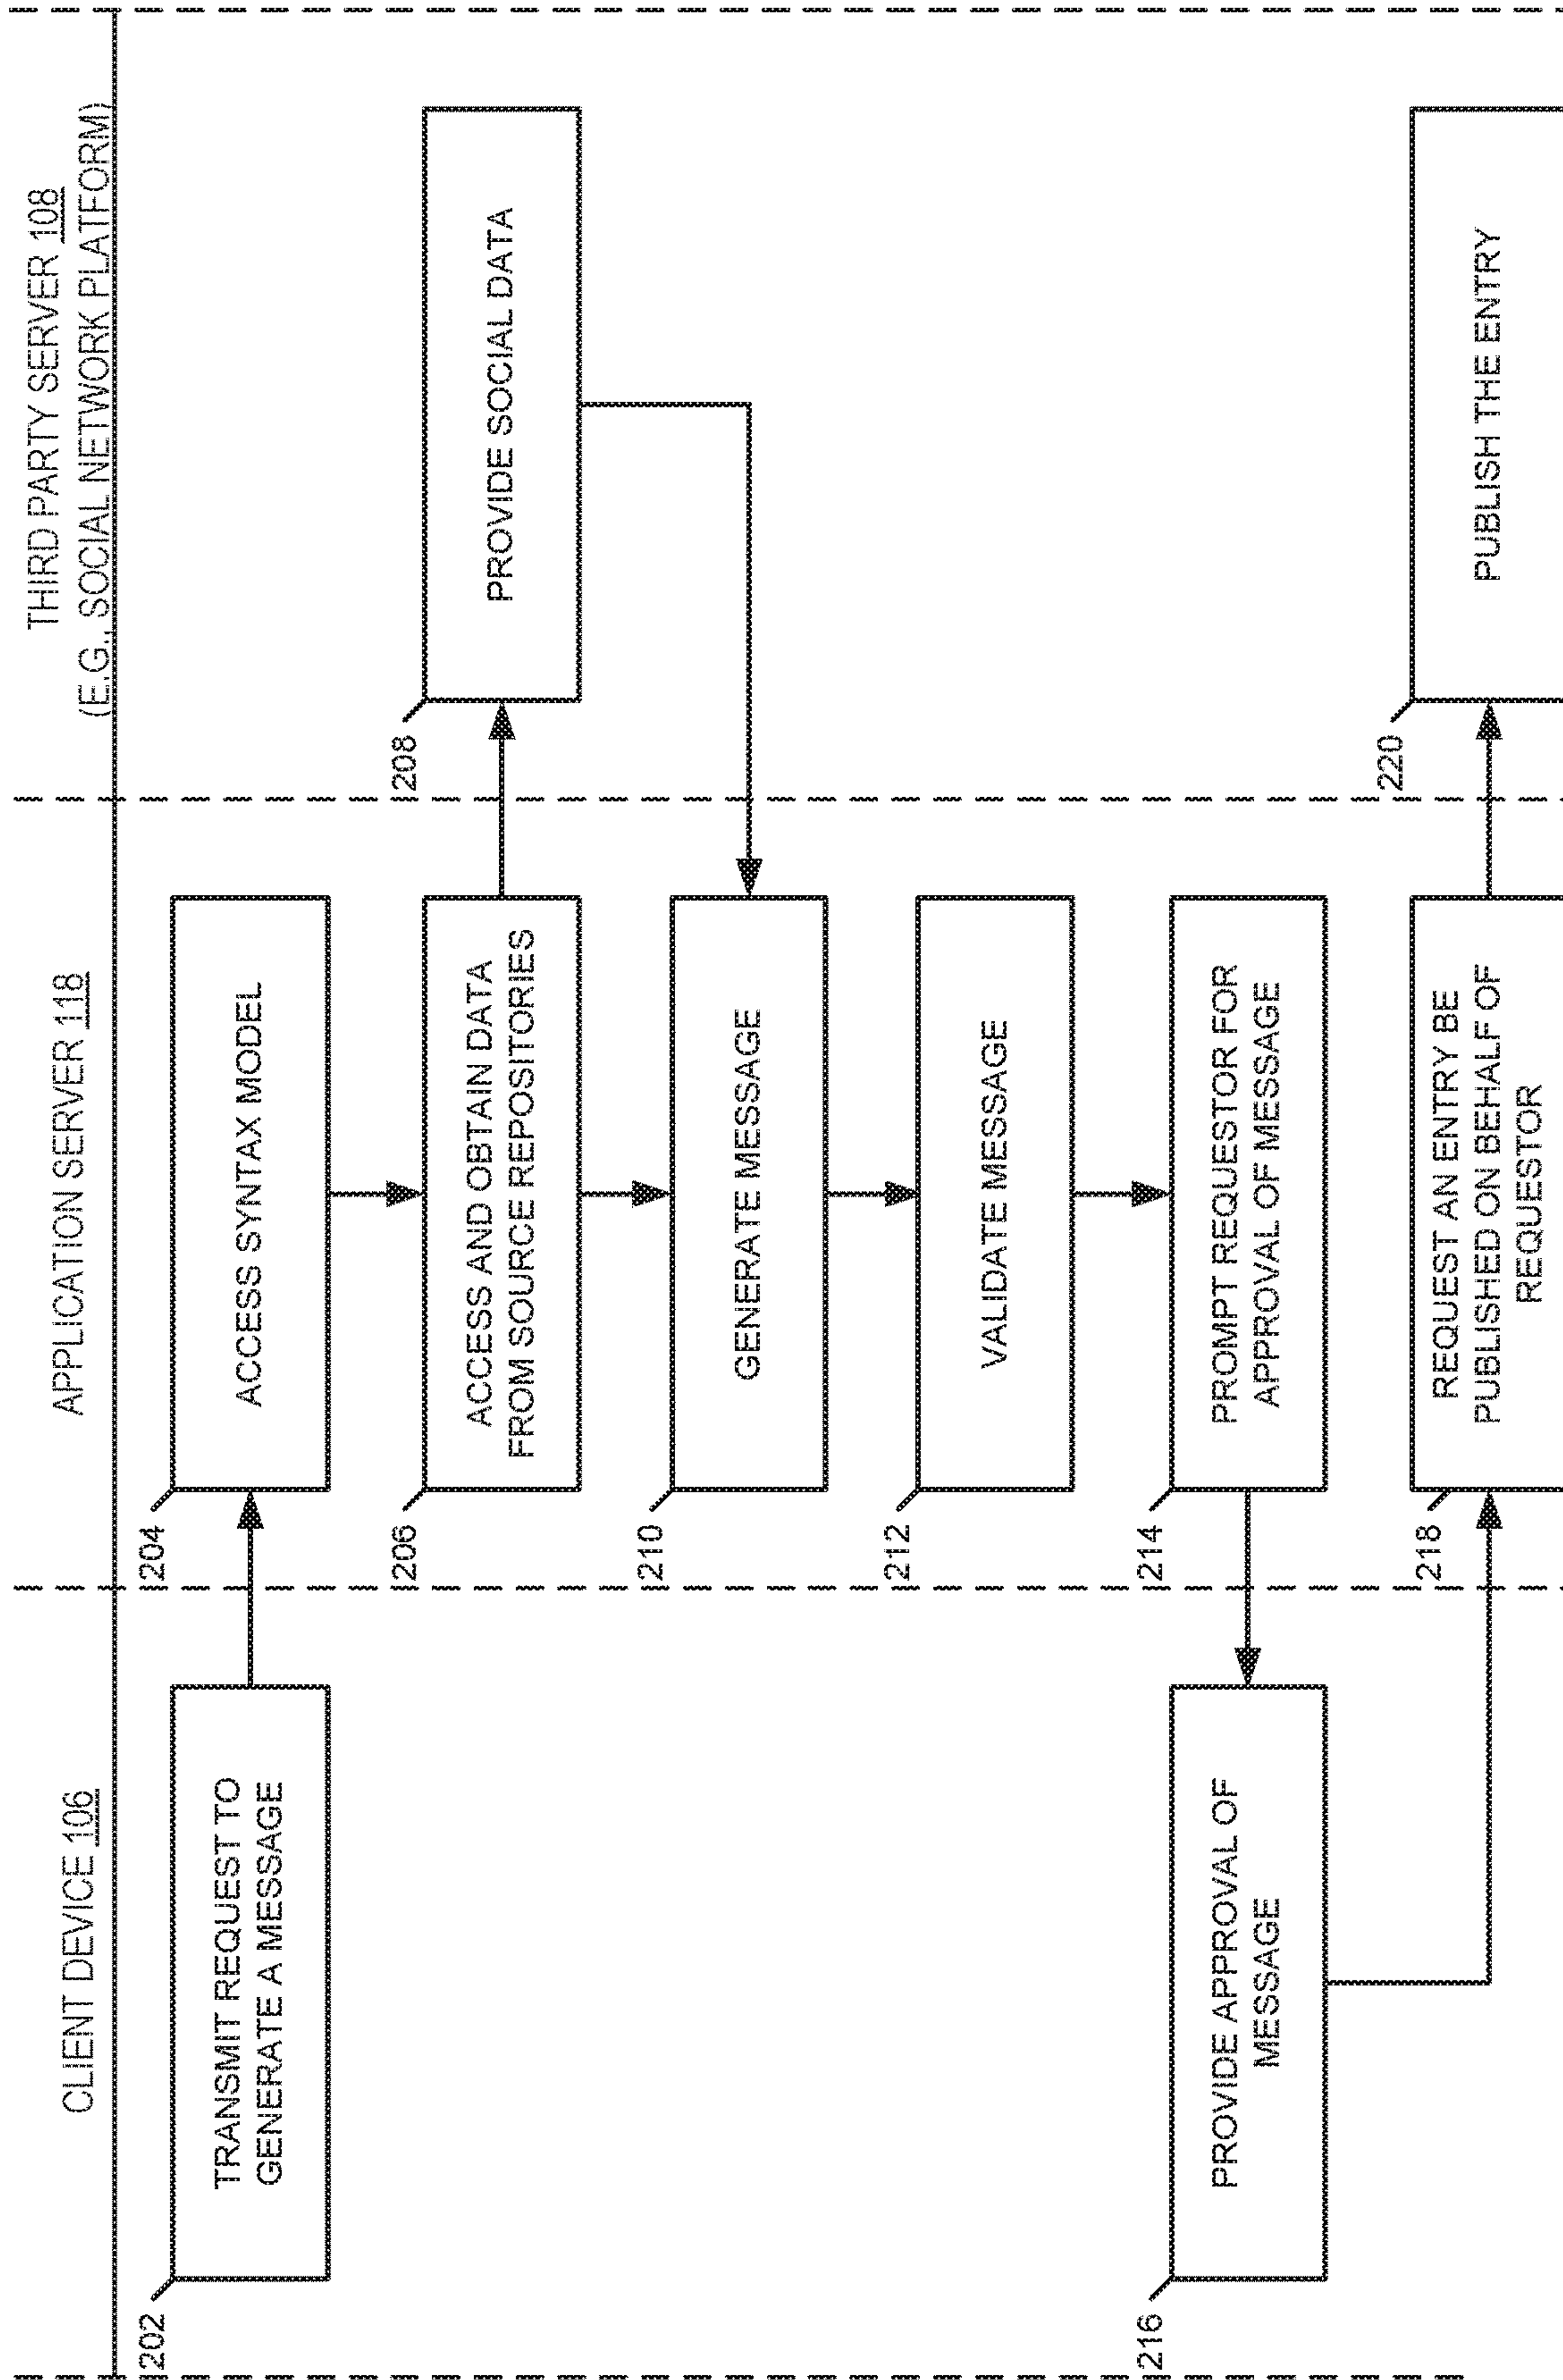 CLIENT DEVICE 106
APPLICATION SERVER 118
THIRD PARTY SERVER 108
(E.G., SOCIAL NETWORK PLATFORM)
202
TRANSMIT REQUEST TO
GENERATE A MESSAGE
204
ACCESS SYNTAX MODEL
206
ACCESS AND OBTAIN DATA
FROM SOURCE REPOSITORIES
208
PROVIDE SOCIAL DATA
210
GENERATE MESSAGE
212
VALIDATE MESSAGE
214
PROMPT REQUESTOR FOR
APPROVAL OF MESSAGE
216
PROVIDE APPROVAL OF
MESSAGE
218
REQUEST AN ENTRY BE
PUBLISHED ON BEHALF OF
REQUESTOR
220
PUBLISH THE ENTRY